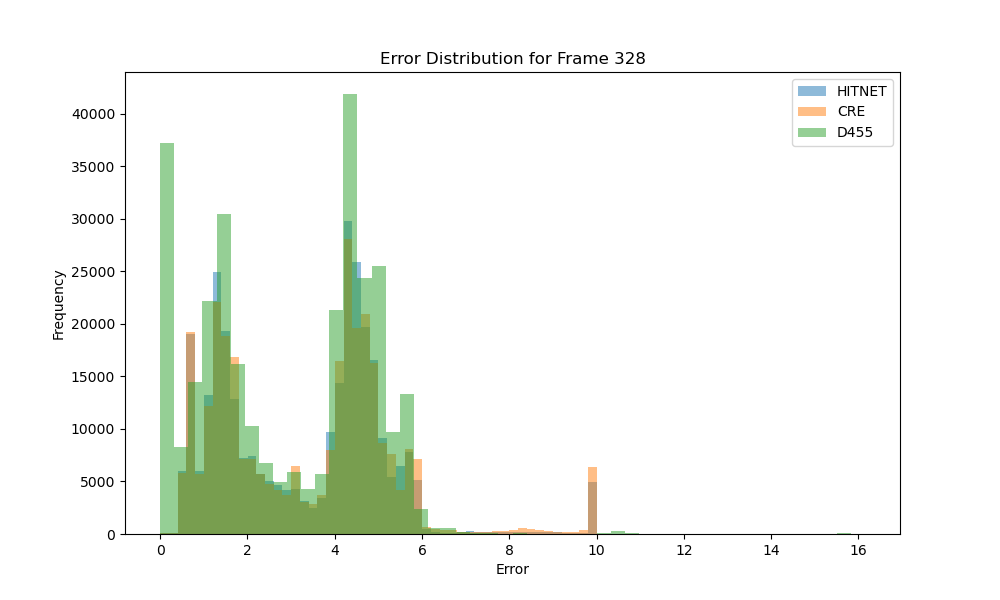 Error Distribution for Frame 328
HITNET
CRE
D455
40000
35000
30000
25000
20000
15000
10000
5000
0
Frequency
0 2 4 6 8 10 12 14 16
Error